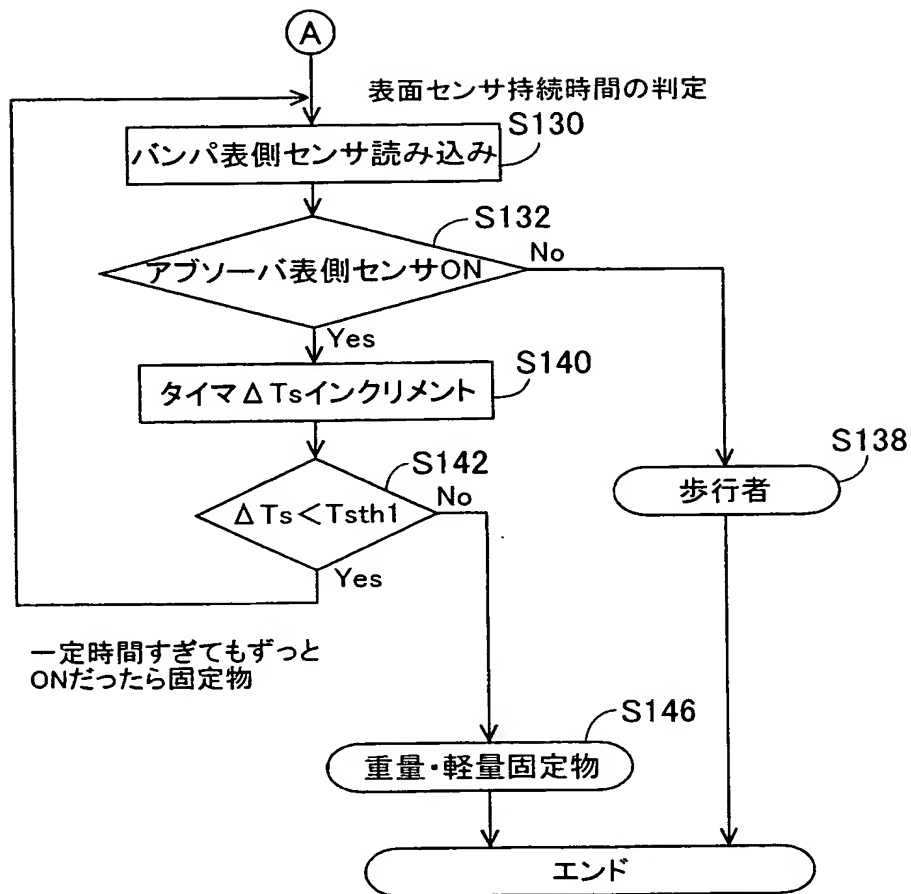 A
表面センサ持続時間の判定
S130
バンパ表側センサ読み込み
S132
アブソーバ表側センサON
No
Yes
S140
タイマΔTsインクリメント
S142
ΔTs<Tsth1
No
Yes
S138
歩行者
一定時間すぎてもずっと
ONだったら固定物
S146
重量・軽量固定物
エンド